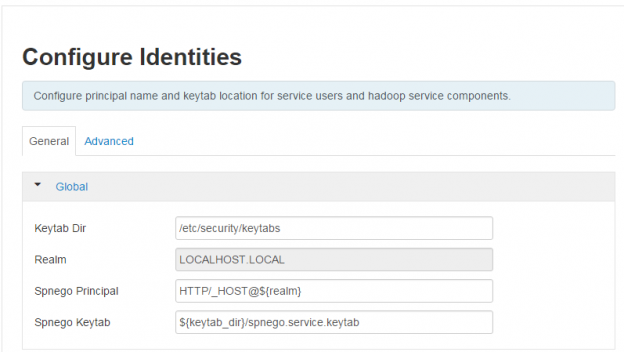 Configure Identities
Configure principal name and keytab location for service users and hadoop service components.
General Advanced
Global
Keytab Dir /etc/security/keytabs
Realm LOCALHOST.LOCAL
Spnego Principal HTTP/_HOST@${realm}
Spnego Keytab ${keytab_dir}/spnego.service.keytab